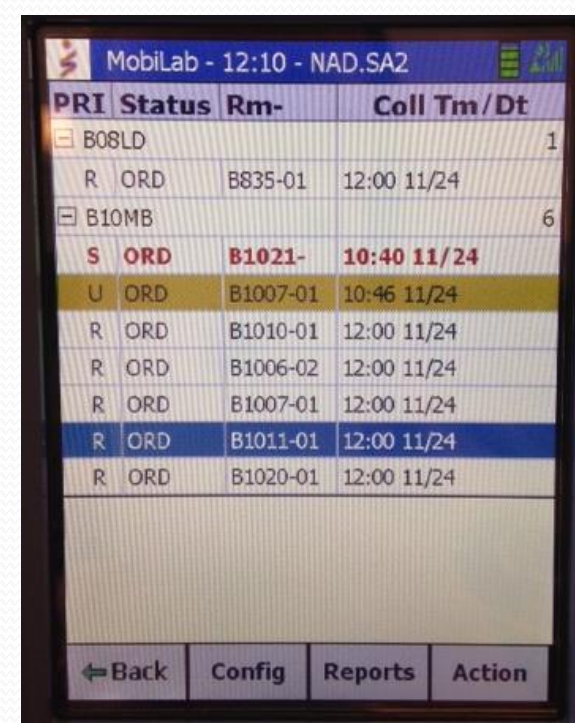 MobiLab - 12:10 - NAD.SA2
PRI Status Rm- Coll Tm/Dt
B08LD 1
R ORD B835-01 12:00 11/24
B10MB 6
S ORD B1021- 10:40 11/24
U ORD B1007-01 10:46 11/24
R ORD B1010-01 12:00 11/24
R ORD B1006-02 12:00 11/24
R ORD B1007-01 12:00 11/24
R ORD B1011-01 12:00 11/24
R ORD B1020-01 12:00 11/24
Back Config Reports Action